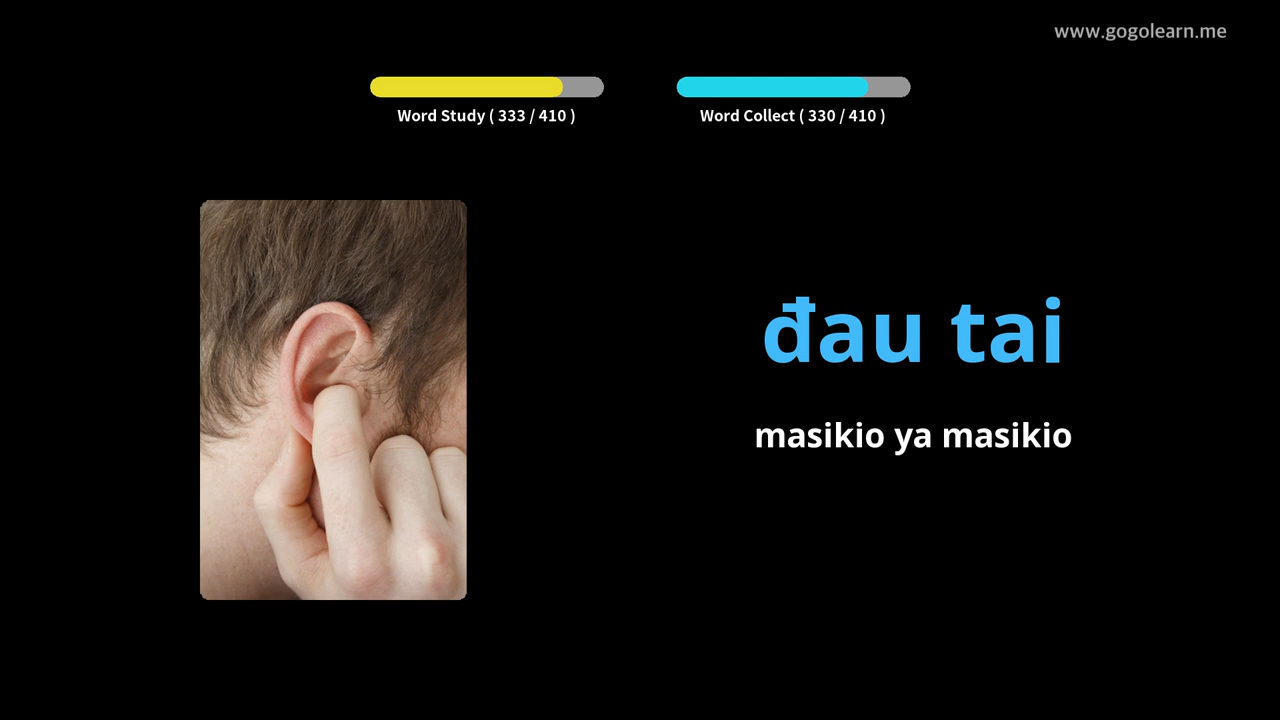 www.gogolearn.me
Word Study ( 333 / 410 )
Word Collect ( 330 / 410 )
đau tai
masikio ya masikio